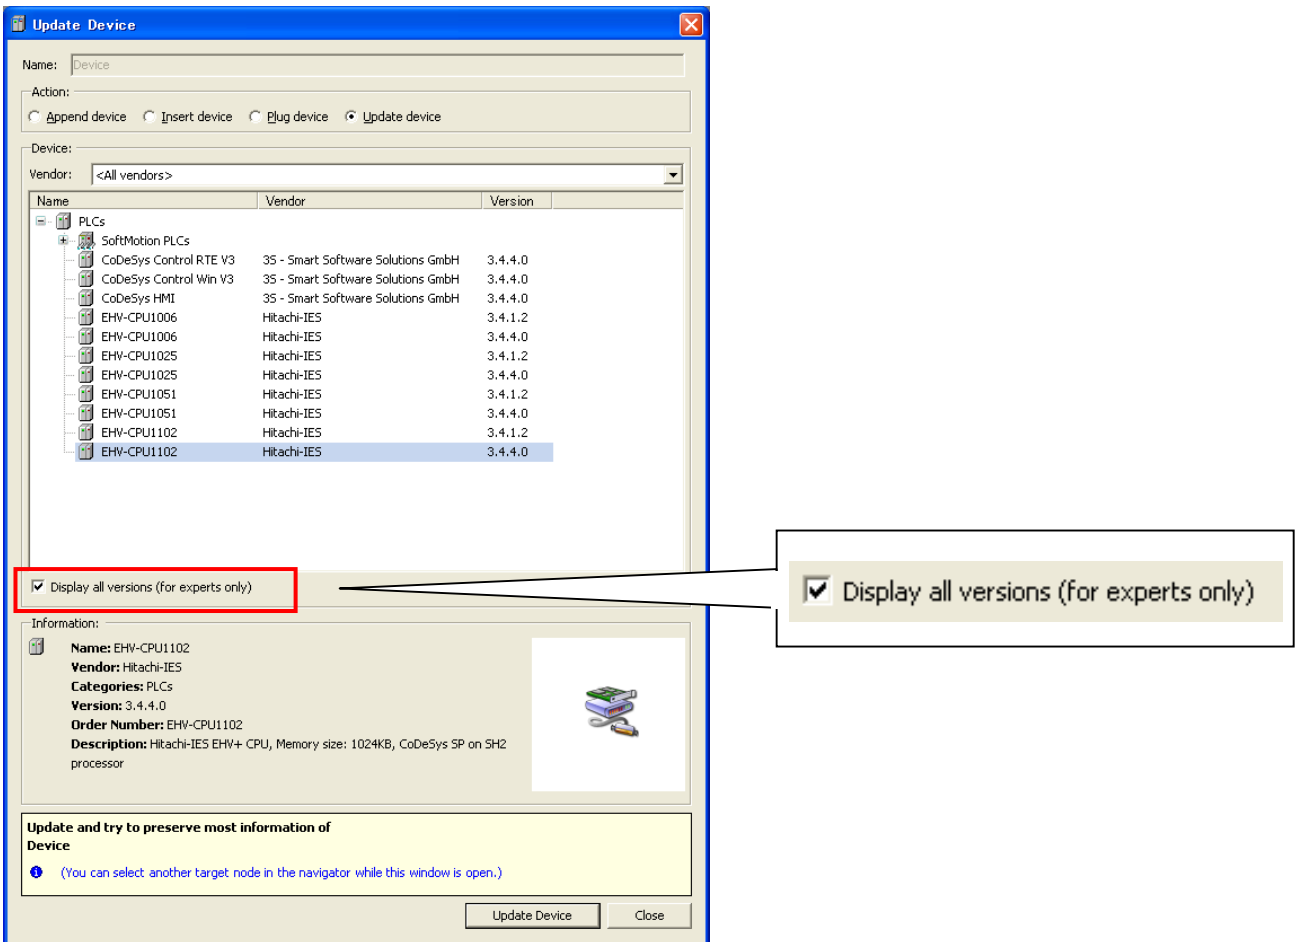 Update Device
Name: Device
Action:
Append device Insert device Plug device Update device
Device:
Vendor: <All vendors>
Name Vendor Version
PLCs
SoftMotion PLCs
CoDeSys Control RTE V3 3S - Smart Software Solutions GmbH 3.4.4.0
CoDeSys Control Win V3 3S - Smart Software Solutions GmbH 3.4.4.0
CoDeSys HMI 3S - Smart Software Solutions GmbH 3.4.4.0
EHV-CPU1006 Hitachi-IES 3.4.1.2
EHV-CPU1006 Hitachi-IES 3.4.4.0
EHV-CPU1025 Hitachi-IES 3.4.1.2
EHV-CPU1025 Hitachi-IES 3.4.4.0
EHV-CPU1051 Hitachi-IES 3.4.1.2
EHV-CPU1051 Hitachi-IES 3.4.4.0
EHV-CPU1102 Hitachi-IES 3.4.1.2
EHV-CPU1102 Hitachi-IES 3.4.4.0
Display all versions (for experts only)
Display all versions (for experts only)
Information:
Name: EHV-CPU1102
Vendor: Hitachi-IES
Categories: PLCs
Version: 3.4.4.0
Order Number: EHV-CPU1102
Description: Hitachi-IES EHV+ CPU, Memory size: 1024KB, CoDeSys SP on SH2
processor
Update and try to preserve most information of
Device
(You can select another target node in the navigator while this window is open.)
Update Device Close